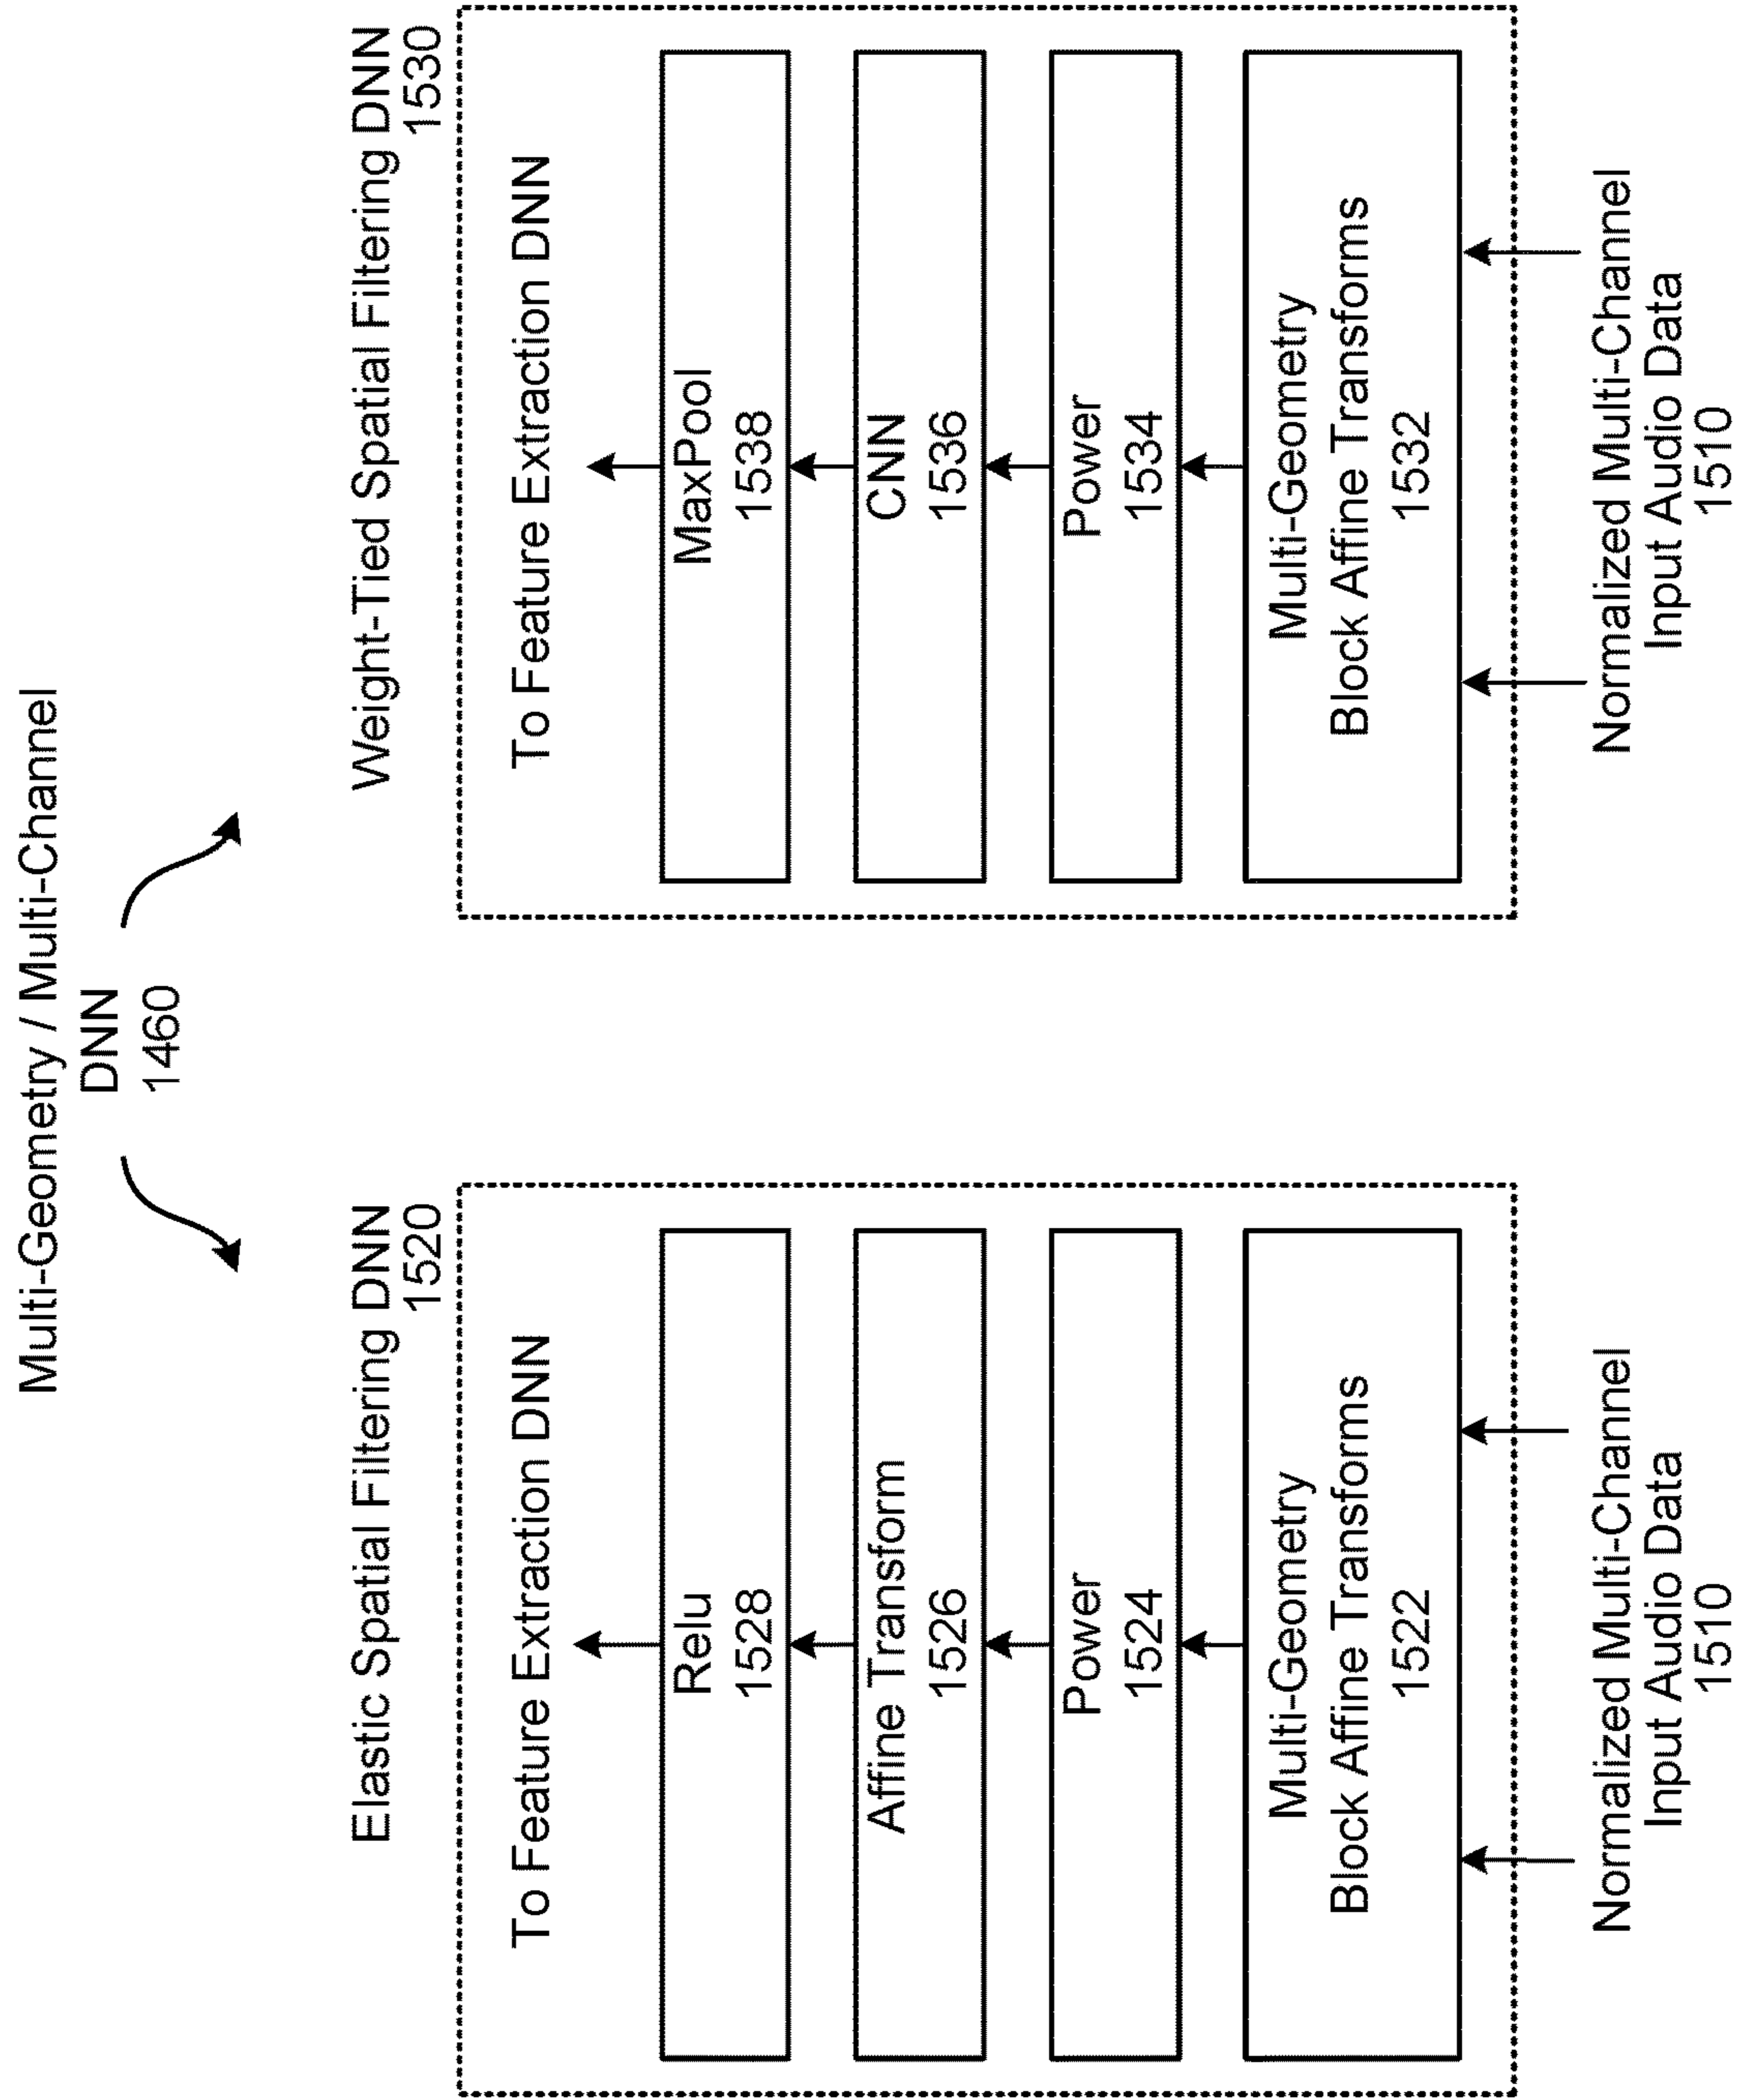 Multi-Geometry / Multi-Channel
DNN
1460
Elastic Spatial Filtering DNN
1520
To Feature Extraction DNN
Relu
1528
Affine Transform
1526
Power
1524
Multi-Geometry
Block Affine Transforms
1522
Normalized Multi-Channel
Input Audio Data
1510
Weight-Tied Spatial Filtering DNN
1530
To Feature Extraction DNN
MaxPool
1538
CNN
1536
Power
1534
Multi-Geometry
Block Affine Transforms
1532
Normalized Multi-Channel
Input Audio Data
1510